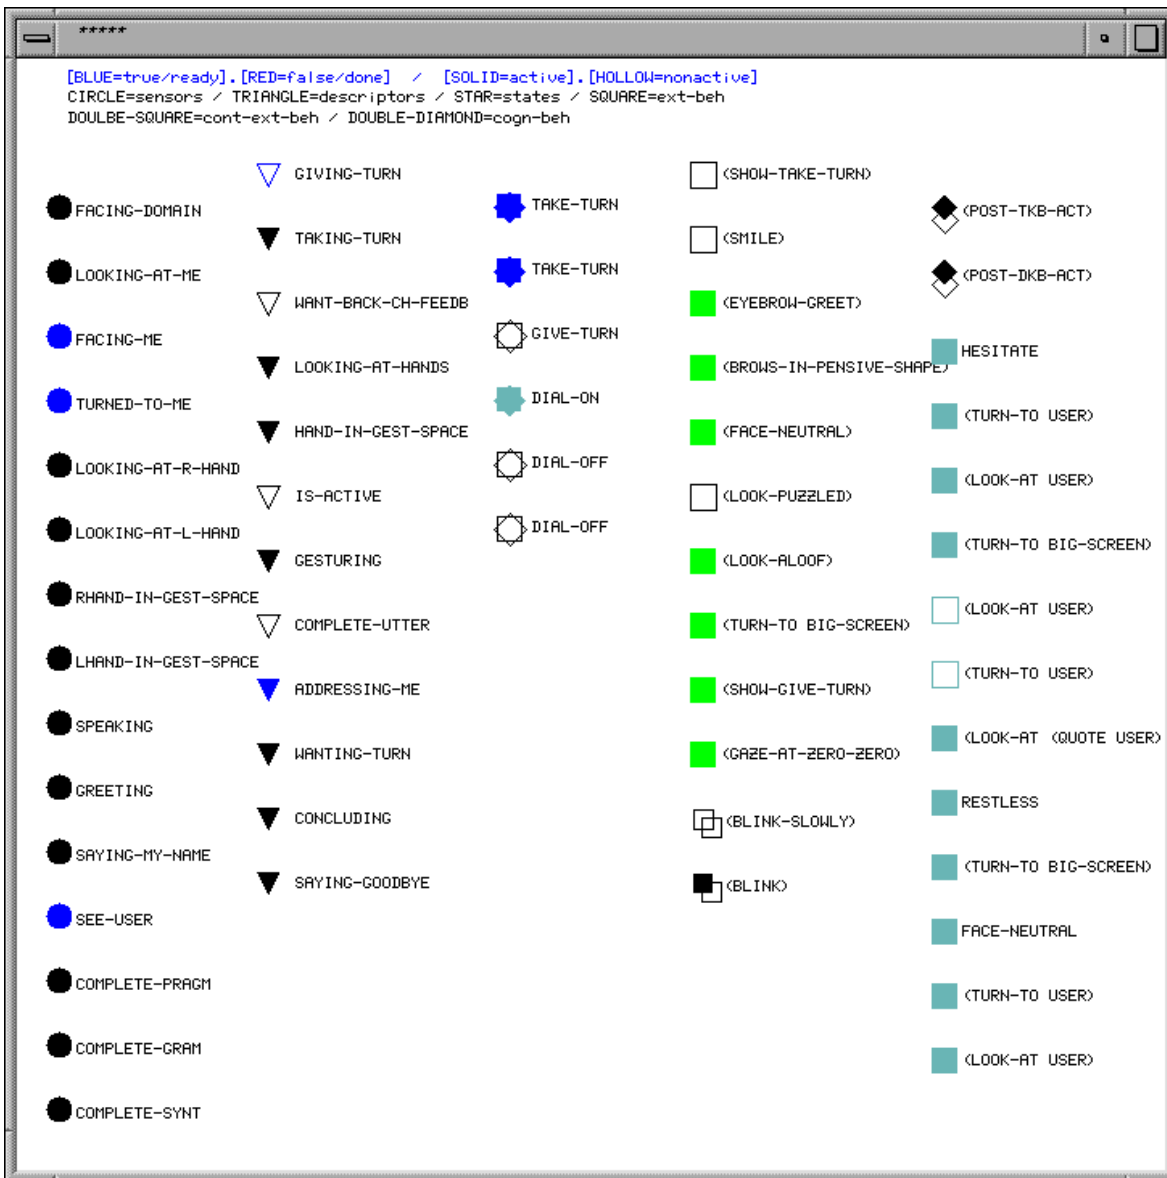 *****
[BLUE=true/ready].[RED=false/done] / [SOLID=active].[HOLLOW=nonactive]
CIRCLE=sensors / TRIANGLE=descriptors / STAR=states / SQUARE=ext-beh
DOULBE-SQUARE=cont-ext-beh / DOUBLE-DIAMOND=cogn-beh
FACING-DOMAIN
LOOKING-AT-ME
FACING-ME
TURNED-TO-ME
LOOKING-AT-R-HAND
LOOKING-AT-L-HAND
RHAND-IN-GEST-SPACE
LHAND-IN-GEST-SPACE
SPEAKING
GREETING
SAYING-MY-NAME
SEE-USER
COMPLETE-PRAGM
COMPLETE-GRAM
COMPLETE-SYNT
GIVING-TURN
TAKING-TURN
WANT-BACK-CH-FEEDB
LOOKING-AT-HANDS
HAND-IN-GEST-SPACE
IS-ACTIVE
GESTURING
COMPLETE-UTTER
ADDRESSING-ME
WANTING-TURN
CONCLUDING
SAYING-GOODBYE
TAKE-TURN
TAKE-TURN
GIVE-TURN
DIAL-ON
DIAL-OFF
DIAL-OFF
(SHOW-TAKE-TURN)
(SMILE)
(EYEBROW-GREET)
(BROWS-IN-PENSIVE-SHAPE)
(FACE-NEUTRAL)
(LOOK-PUZZLED)
(LOOK-ALOOF)
(TURN-TO BIG-SCREEN)
(SHOW-GIVE-TURN)
(GAZE-AT-ZERO-ZERO)
(BLINK-SLOWLY)
(BLINK)
(POST-TKB-ACT)
(POST-DKB-ACT)
HESITATE
(TURN-TO USER)
(LOOK-AT USER)
(TURN-TO BIG-SCREEN)
(LOOK-AT USER)
(TURN-TO USER)
(LOOK-AT (QUOTE USER)
RESTLESS
(TURN-TO BIG-SCREEN)
FACE-NEUTRAL
(TURN-TO USER)
(LOOK-AT USER)